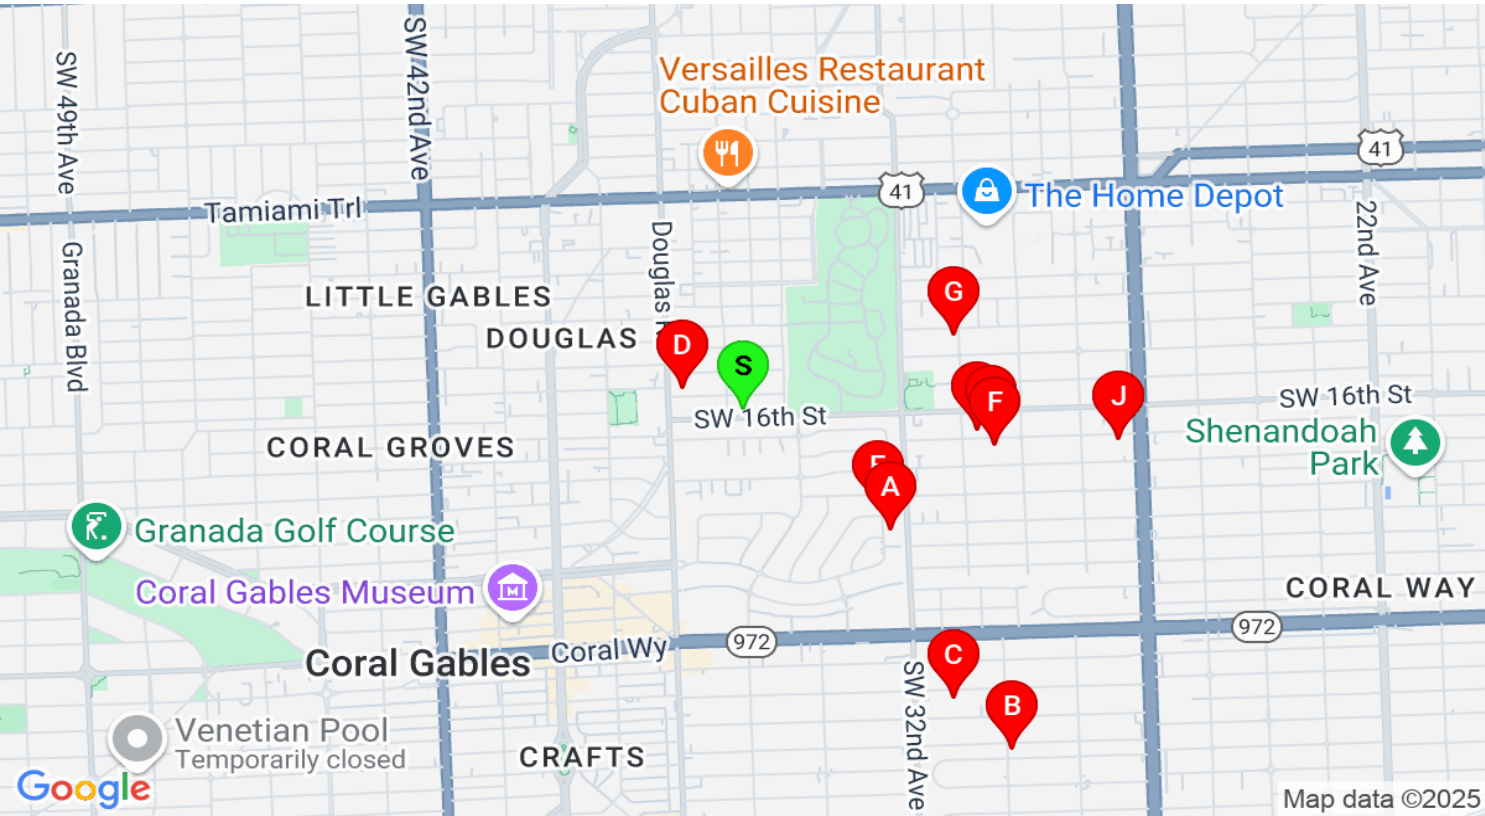 SW 49th Ave
SW 42nd Ave
Versailles Restaurant
Cuban Cuisine
41
41
Tamiami Trl
The Home Depot
Granada Blvd
Douglas
22nd Ave
LITTLE GABLES
DOUGLAS
G
D
S
F
J
SW 16th St
SW 16th St
Shenandoah
Park
CORAL GROVES
A
Granada Golf Course
Coral Gables Museum
CORAL WAY
972
972
Coral Wy
Coral Gables
C
B
SW 32nd Ave
Venetian Pool
Temporarily closed
CRAFTS
Google
Map data ©2025